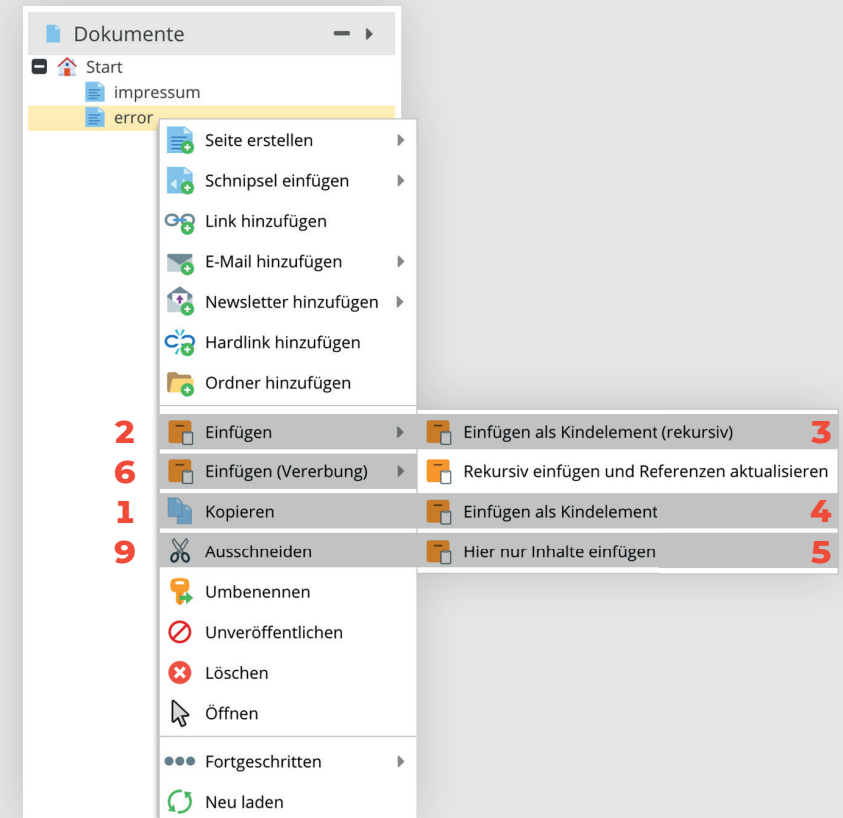 Dokumente
Start
impressum
error
Seite erstellen
Schnipsel einfügen
Link hinzufügen
E-Mail hinzufügen
Newsletter hinzufügen
Hardlink hinzufügen
Ordner hinzufügen
2 Einfügen Einfügen als Kindelement (rekursiv) 3
6 Einfügen (Vererbung) Rekursiv einfügen und Referenzen aktualisieren
1 Kopieren Einfügen als Kindelement 4
9 Ausschneiden Hier nur Inhalte einfügen 5
Umbenennen
Unveröffentlichen
Löschen
Öffnen
Fortgeschritten
Neu laden